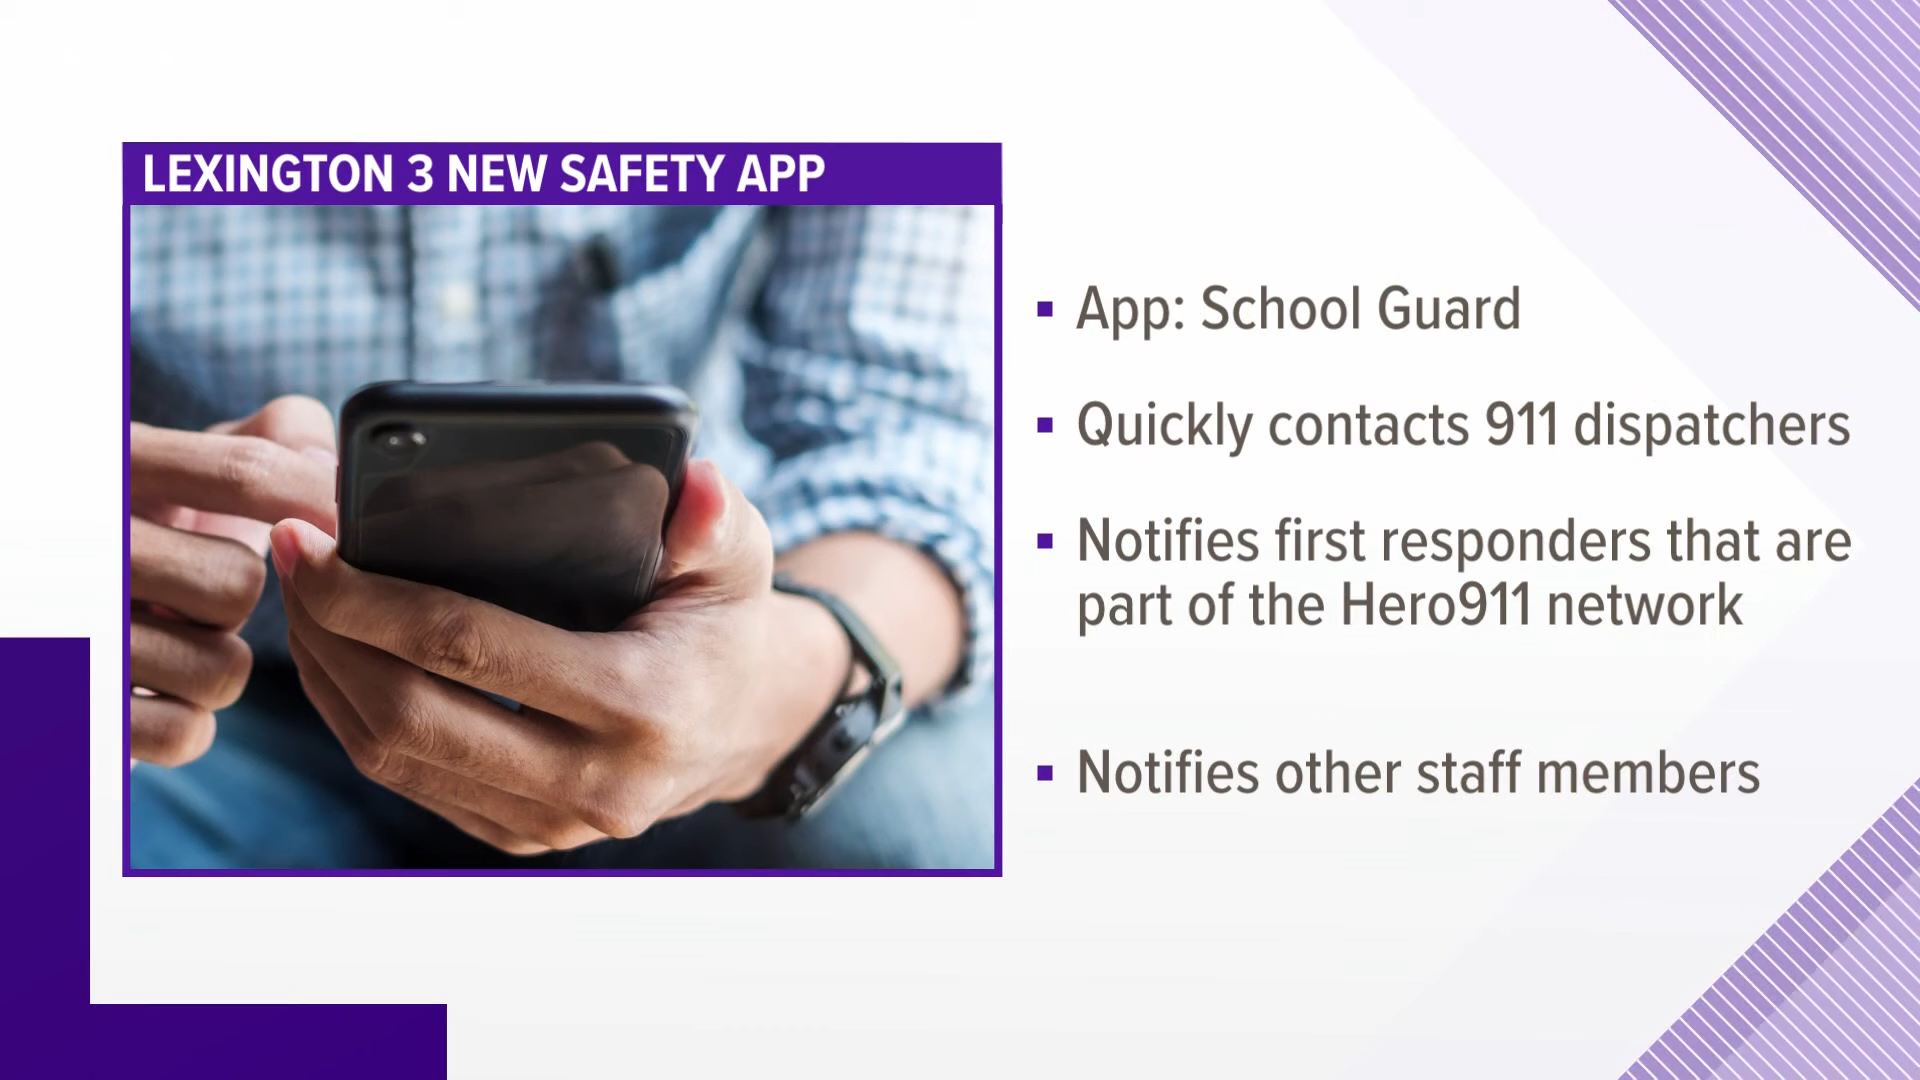 LEXINGTON 3 NEW SAFETY APP
▪ App: School Guard
▪ Quickly contacts 911 dispatchers
▪ Notifies first responders that are
part of the Hero911 network
▪ Notifies other staff members